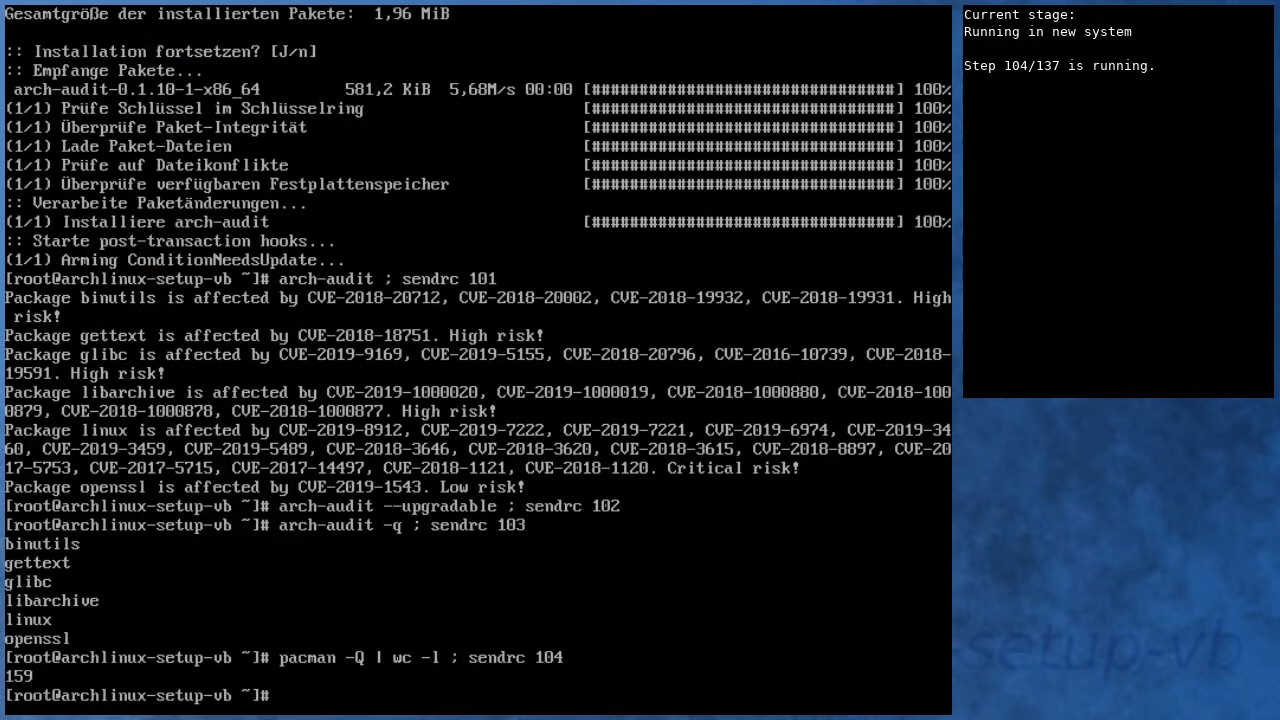 Gesamtgröße der installierten Pakete:  1,96 MiB
:: Installation fortsetzen? [J/n]
:: Empfange Pakete...
 arch-audit-0.1.10-1-x86_64         581,2 KiB  5,68M/s 00:00 [################################] 100%
(1/1) Prüfe Schlüssel im Schlüsselring                       [################################] 100%
(1/1) Überprüfe Paket-Integrität                             [################################] 100%
(1/1) Lade Paket-Dateien                                     [################################] 100%
(1/1) Prüfe auf Dateikonflikte                               [################################] 100%
(1/1) Überprüfe verfügbaren Festplattenspeicher              [################################] 100%
:: Verarbeite Paketänderungen...
(1/1) Installiere arch-audit                                 [################################] 100%
:: Starte post-transaction hooks...
(1/1) Arming ConditionNeedsUpdate...
[root@archlinux-setup-vb ~]# arch-audit ; sendrc 101
Package binutils is affected by CVE-2018-20712, CVE-2018-20002, CVE-2018-19932, CVE-2018-19931. High
 risk!
Package gettext is affected by CVE-2018-18751. High risk!
Package glibc is affected by CVE-2019-9169, CVE-2019-5155, CVE-2018-20796, CVE-2016-10739, CVE-2018-
19591. High risk!
Package libarchive is affected by CVE-2019-1000020, CVE-2019-1000019, CVE-2018-1000880, CVE-2018-100
0879, CVE-2018-1000878, CVE-2018-1000877. High risk!
Package linux is affected by CVE-2019-8912, CVE-2019-7222, CVE-2019-7221, CVE-2019-6974, CVE-2019-34
60, CVE-2019-3459, CVE-2019-5489, CVE-2018-3646, CVE-2018-3620, CVE-2018-3615, CVE-2018-8897, CVE-20
17-5753, CVE-2017-5715, CVE-2017-14497, CVE-2018-1121, CVE-2018-1120. Critical risk!
Package openssl is affected by CVE-2019-1543. Low risk!
[root@archlinux-setup-vb ~]# arch-audit --upgradable ; sendrc 102
[root@archlinux-setup-vb ~]# arch-audit -q ; sendrc 103
binutils
gettext
glibc
libarchive
linux
openssl
[root@archlinux-setup-vb ~]# pacman -Q | wc -l ; sendrc 104
159
[root@archlinux-setup-vb ~]#
Current stage:
Running in new system
Step 104/137 is running.
setup-vb